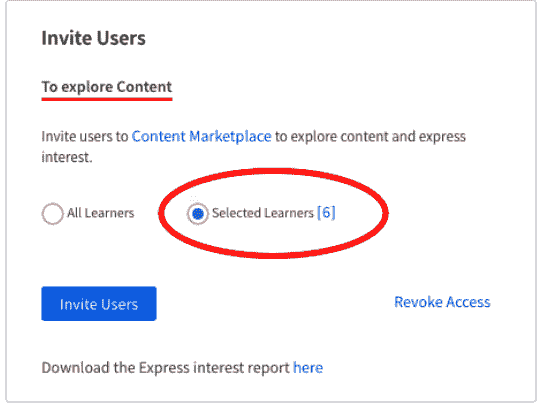 Invite Users
To explore Content
Invite users to Content Marketplace to explore content and express
interest.
All Learners
Selected Learners [6]
Invite Users
Revoke Access
Download the Express interest report here